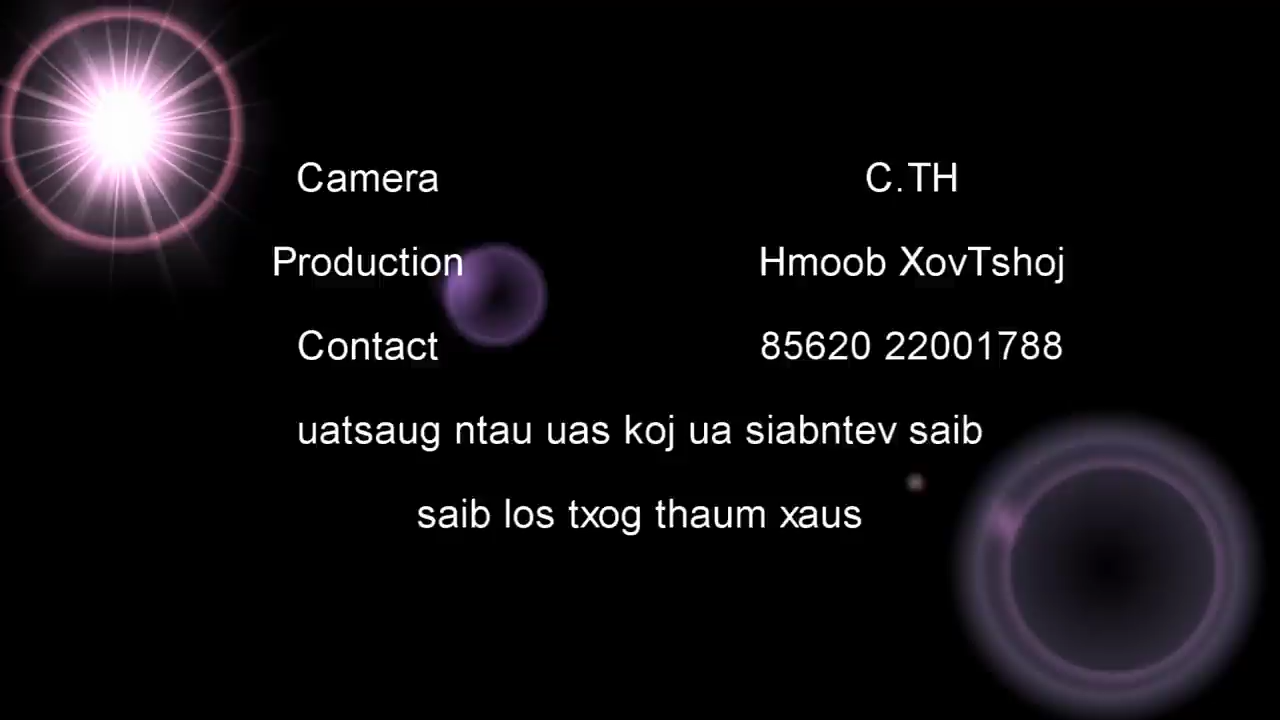 Camera C.TH
Production Hmoob XovTshoj
Contact 85620 22001788
uatsaug ntau uas koj ua siabntev saib
saib los txog thaum xaus